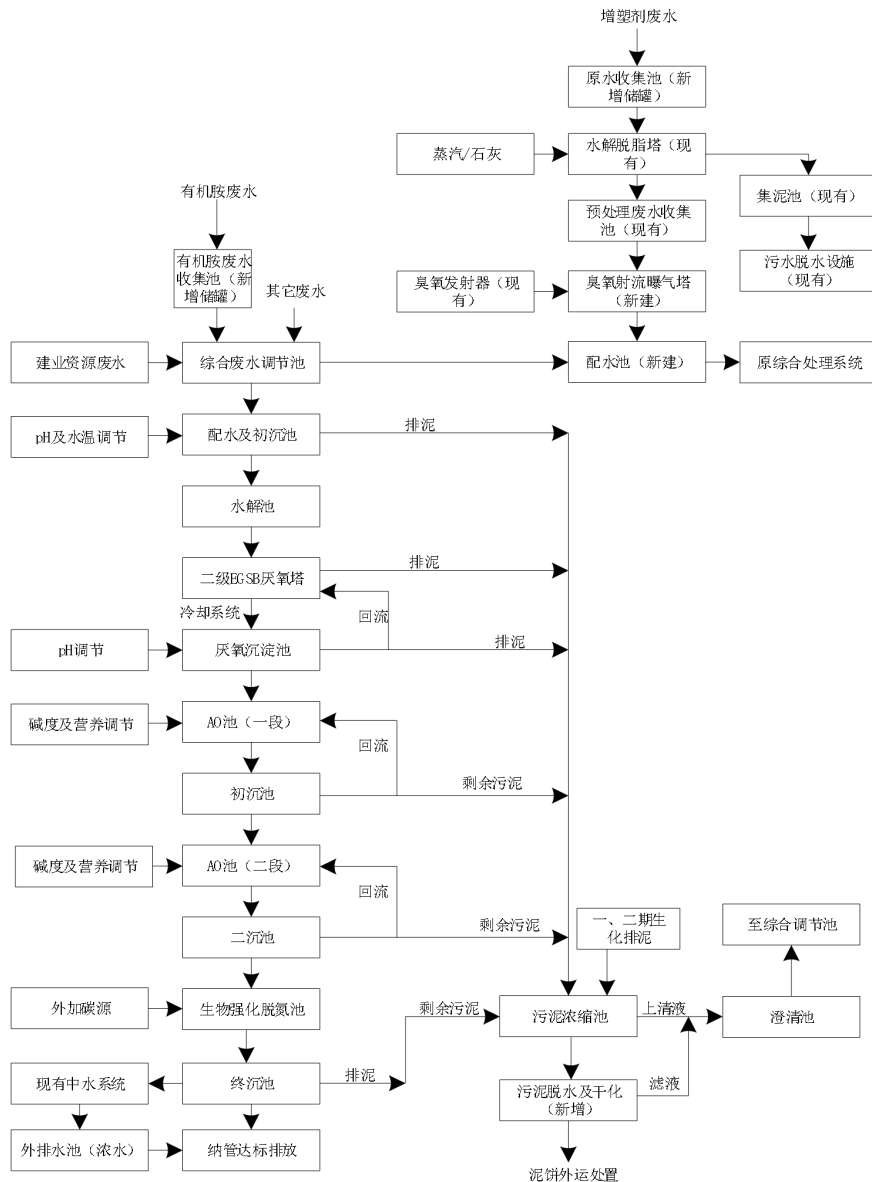 增塑剂废水
原水收集池（新
增储罐）
蒸汽/石灰
水解脱脂塔（现
有）
集泥池（现有）
有机胺废水
预处理废水收集
池（现有）
污水脱水设施
（现有）
有机胺废水
收集池（新
增储罐）
其它废水
臭氧发射器（现
有）
臭氧射流曝气塔
（新建）
建业资源废水
综合废水调节池
配水池（新建）
原综合处理系统
pH及水温调节
配水及初沉池
排泥
水解池
二级EGSB厌氧塔
排泥
冷却系统
回流
pH调节
厌氧沉淀池
排泥
碱度及营养调节
AO池（一段）
回流
初沉池
剩余污泥
碱度及营养调节
AO池（二段）
回流
二沉池
剩余污泥
一、二期生
化排泥
至综合调节池
外加碳源
生物强化脱氮池
剩余污泥
污泥浓缩池
上清液
澄清池
现有中水系统
终沉池
排泥
污泥脱水及干化
（新增）
滤液
外排水池（浓水）
纳管达标排放
泥饼外运处置